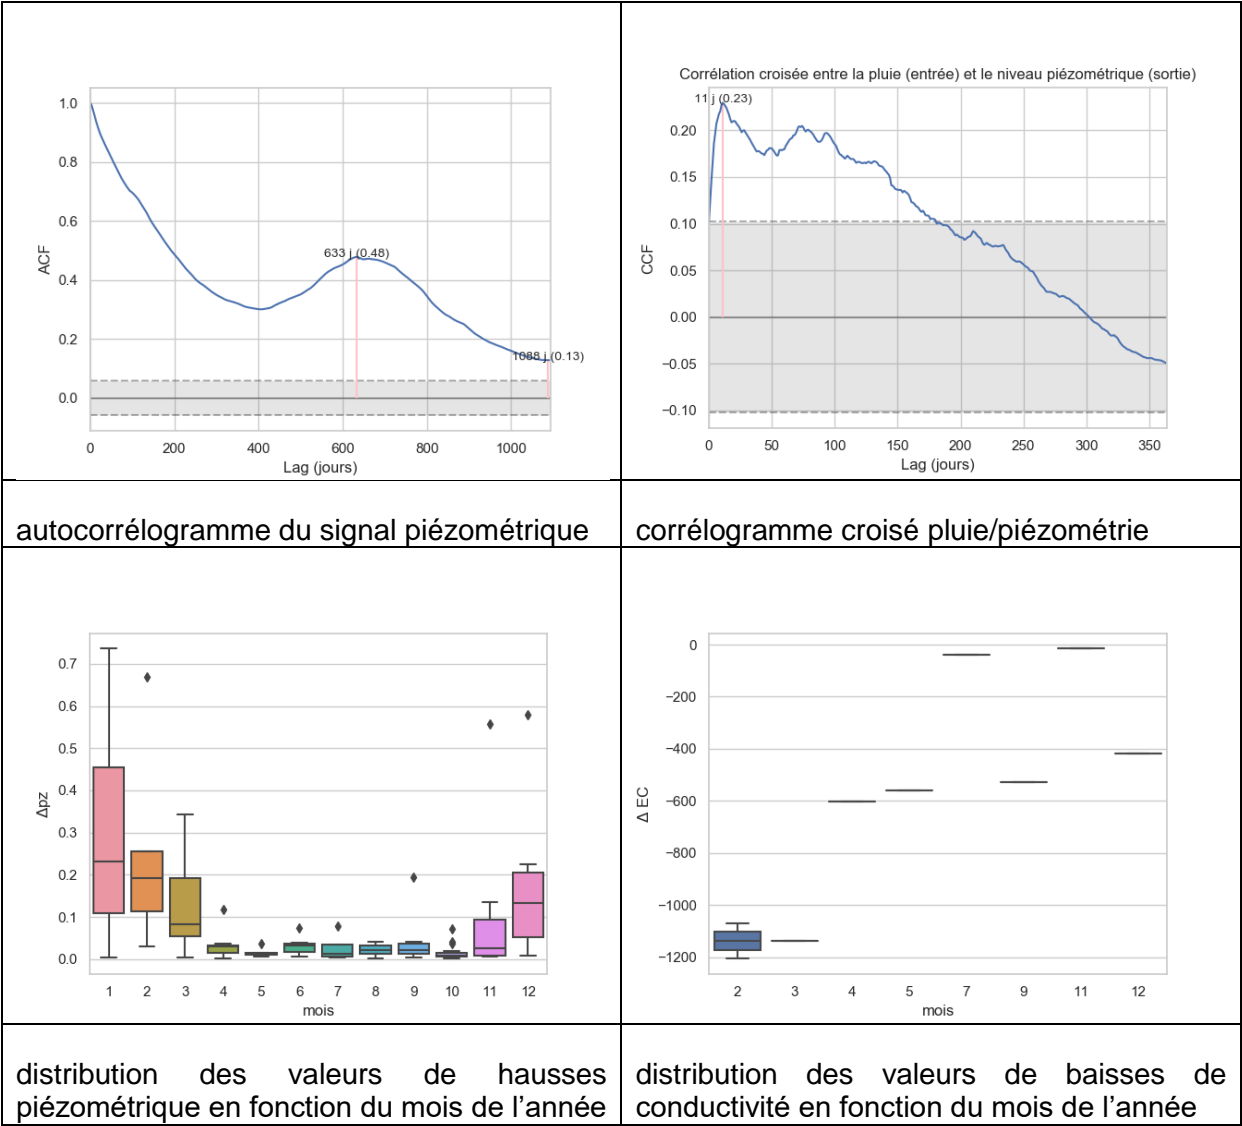 1.0
0.8
0.6
0.4
0.2
0.0
ACF
633 j (0.48)
1088 j (0.13)
0 200 400 600 800 1000
Lag (jours)
Corrélation croisée entre la pluie (entrée) et le niveau piézométrique (sortie)
11 j (0.23)
0.20
0.15
0.10
0.05
0.00
−0.05
−0.10
CCF
0 50 100 150 200 250 300 350
Lag (jours)
autocorrélogramme du signal piézométrique
corrélogramme croisé pluie/piézométrie
0.7
0.6
0.5
0.4
0.3
0.2
0.1
0.0
Δpz
1 2 3 4 5 6 7 8 9 10 11 12
mois
0
−200
−400
−600
−800
−1000
−1200
Δ EC
2 3 4 5 7 9 11 12
mois
distribution des valeurs de hausses
piézométrique en fonction du mois de l’année
distribution des valeurs de baisses de
conductivité en fonction du mois de l’année